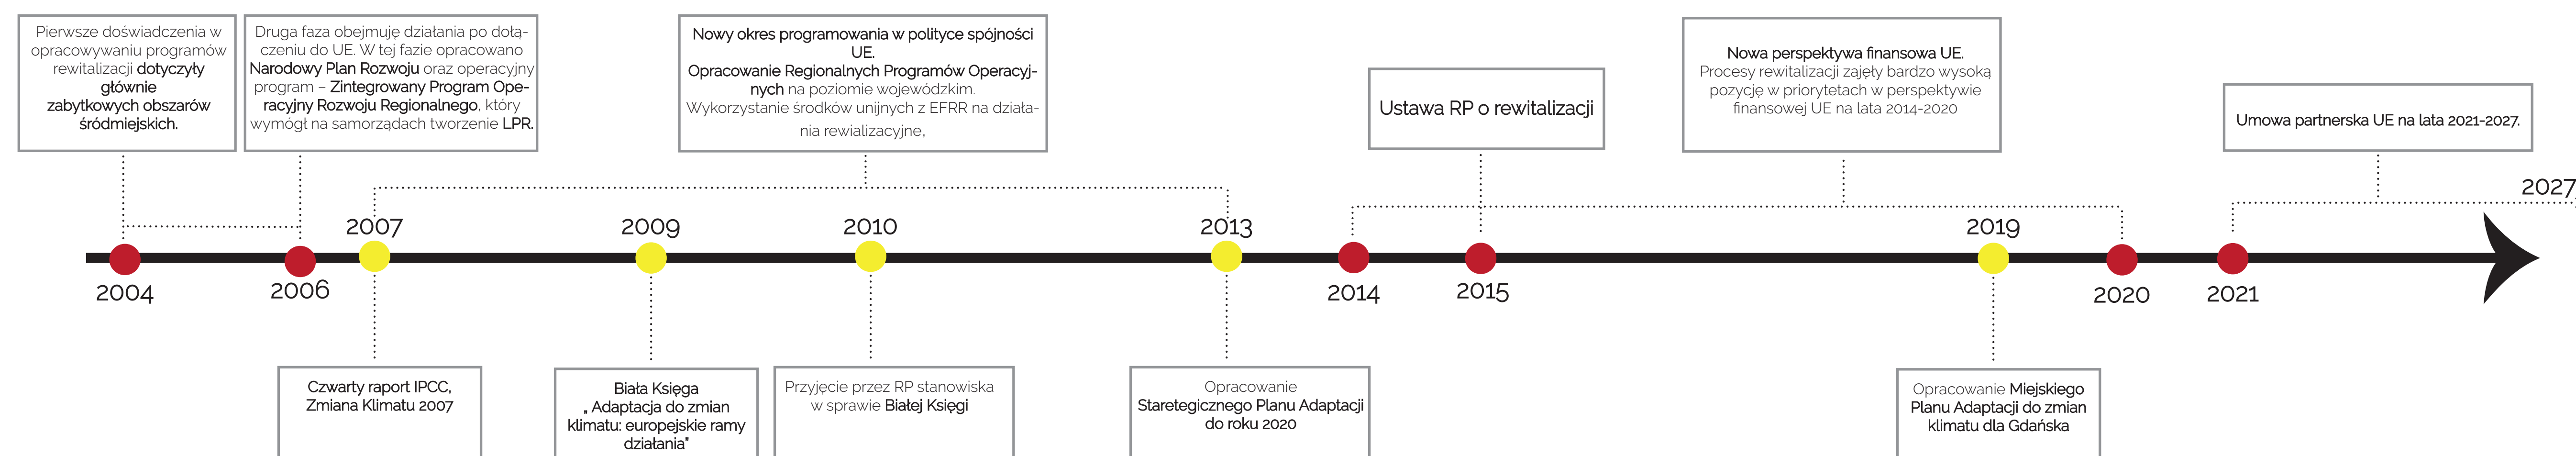 Pierwsze doświadczenia w
opracowywaniu programów
rewitalizacji dotyczyły
głównie
zabytkowych obszarów
śródmiejskich.
Druga faza obejmuję działania po dołą-
czeniu do UE. W tej fazie opracowano
Narodowy Plan Rozwoju oraz operacyjny
program – Zintegrowany Program Ope-
racyjny Rozwoju Regionalnego, który
wymógł na samorządach tworzenie LPR.
Nowy okres programowania w polityce spójności
UE.
Opracowanie Regionalnych Programów Operacyj-
nych na poziomie wojewódzkim.
Wykorzystanie środków unijnych z EFRR na działa-
nia rewializacyjne,
Ustawa RP o rewitalizacji
Nowa perspektywa finansowa UE.
Procesy rewitalizacji zajęły bardzo wysoką
pozycję w priorytetach w perspektywie
finansowej UE na lata 2014-2020
Umowa partnerska UE na lata 2021-2027.
2027
2007
2009
2010
2013
2019
2004
2006
2014
2015
2020
2021
Czwarty raport IPCC,
Zmiana Klimatu 2007
Biała Księga
„ Adaptacja do zmian
klimatu: europejskie ramy
działania”
Przyjęcie przez RP stanowiska
w sprawie Białej Księgi
Opracowanie
Staretegicznego Planu Adaptacji
do roku 2020
Opracowanie Miejskiego
Planu Adaptacji do zmian
klimatu dla Gdańska